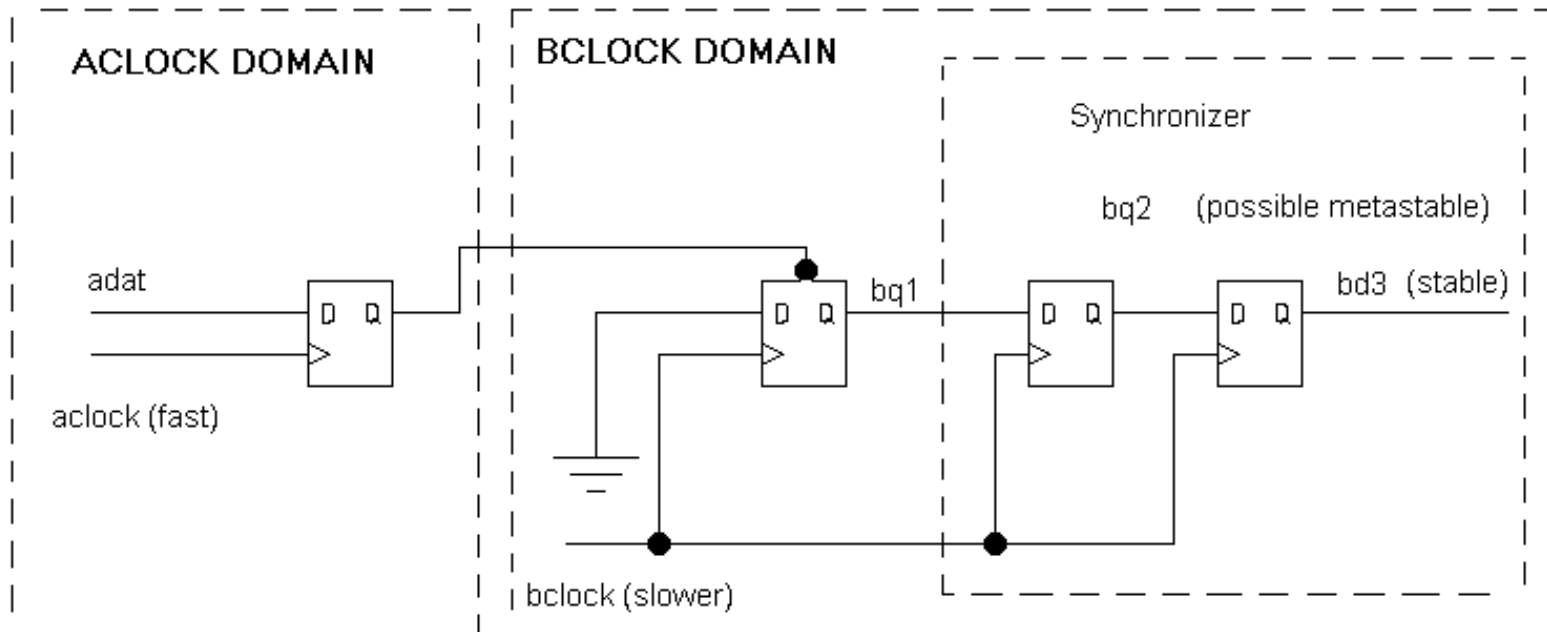 ACLOCK DOMAIN
BCLOCK DOMAIN
Synchronizer
bq2 (possible metastable)
adat
bq1
bd3 (stable)
D Q
D Q
D Q
D Q
aclock (fast)
bclock (slower)